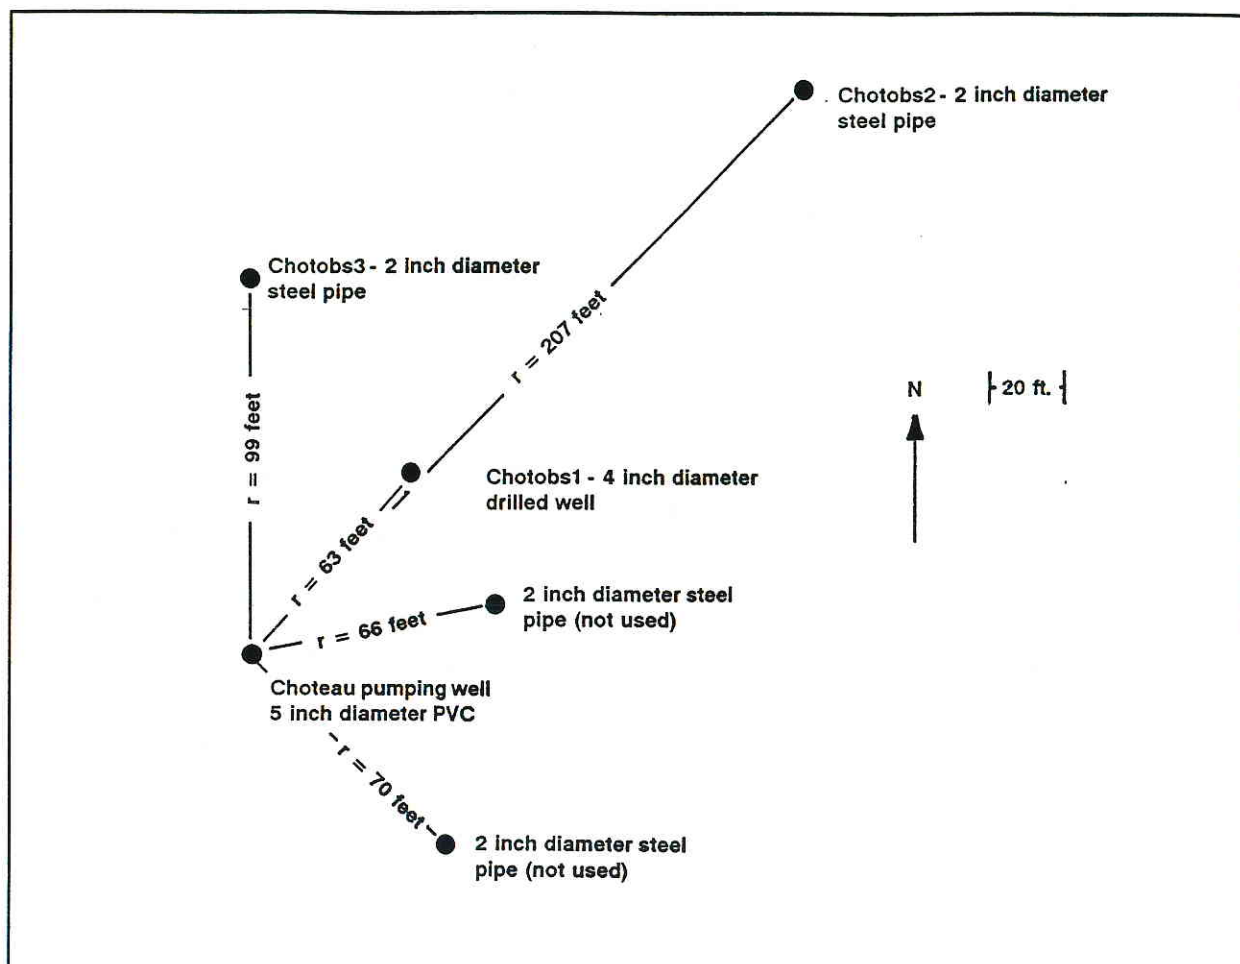 Chotobs2 - 2 inch diameter
steel pipe
Chotobs3 - 2 inch diameter
steel pipe
r = 207 feet
N
20 ft.
r = 99 feet
Chotobs1 - 4 inch diameter
drilled well
r = 63 feet
2 inch diameter steel
pipe (not used)
r = 66 feet
Choteau pumping well
5 inch diameter PVC
r = 70 feet
2 inch diameter steel
pipe (not used)